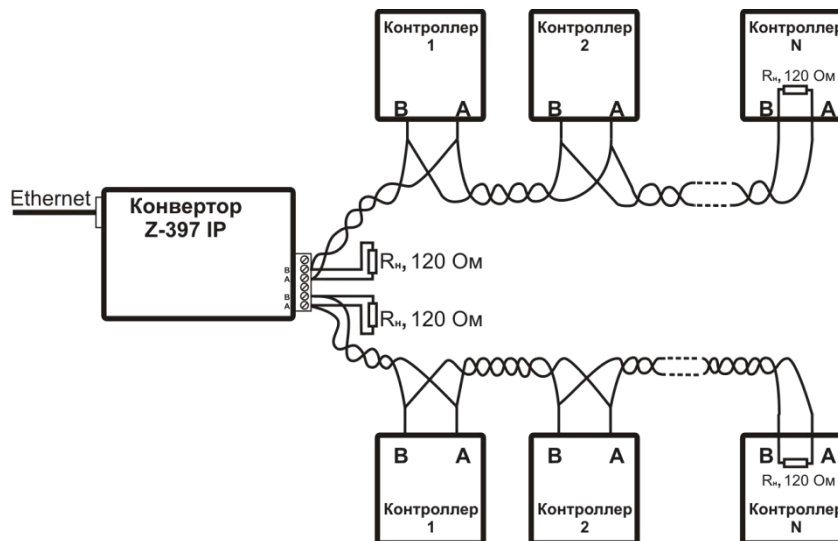 Контроллер
1
B A
Контроллер
2
B A
Контроллер
N
Rн, 120 Ом
B A
Ethernet
Конвертор
Z-397 IP
B
A
B
A
Rн, 120 Ом
Rн, 120 Ом
B A
Контроллер
1
B A
Контроллер
2
B A
Rн, 120 Ом
Контроллер
N